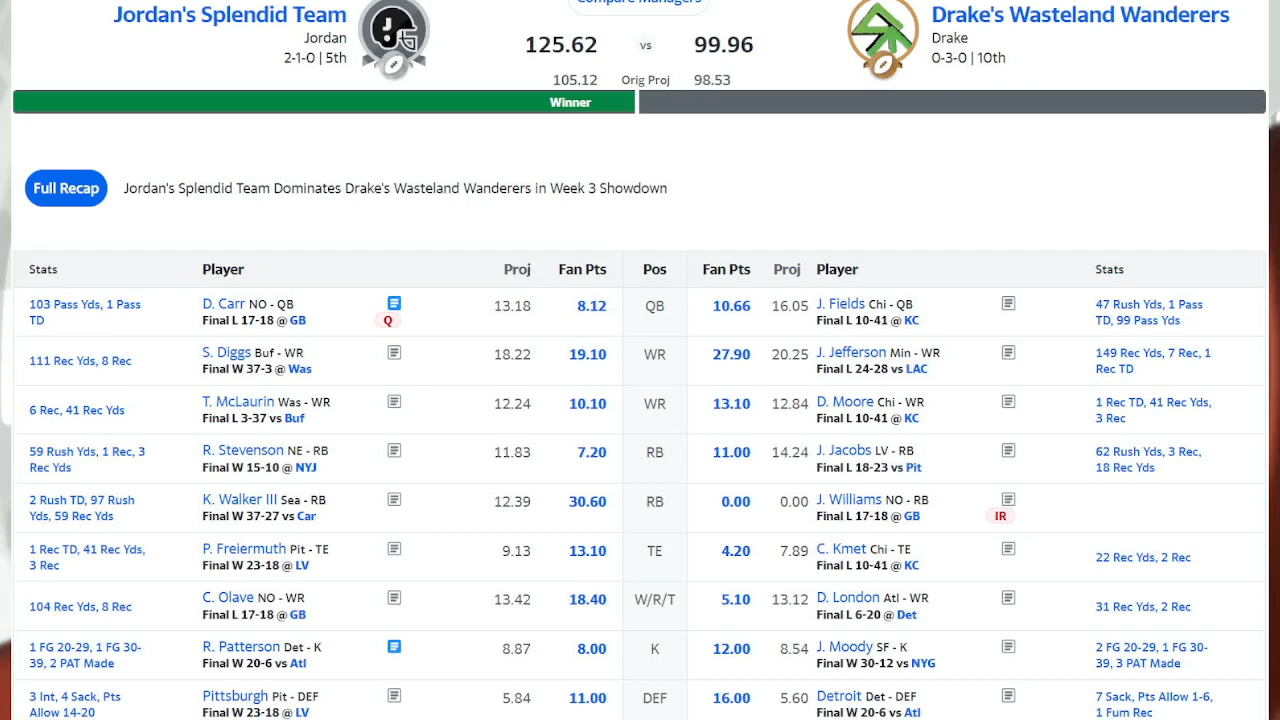 Compare Managers
Jordan's Splendid Team
Jordan
2-1-0 | 5th
J
125.62 vs 99.96
105.12 Orig Proj 98.53
Drake's Wasteland Wanderers
Drake
0-3-0 | 10th
Winner
Full Recap Jordan's Splendid Team Dominates Drake's Wasteland Wanderers in Week 3 Showdown
Stats Player Proj Fan Pts Pos Fan Pts Proj Player Stats
103 Pass Yds, 1 Pass D. Carr NO - QB 13.18 8.12 QB 10.66 16.05 J. Fields Chi - QB 47 Rush Yds, 1 Pass
TD Final L 17-18 @ GB Q Final L 10-41 @ KC TD, 99 Pass Yds
111 Rec Yds, 8 Rec S. Diggs Buf - WR 18.22 19.10 WR 27.90 20.25 J. Jefferson Min - WR 149 Rec Yds, 7 Rec, 1
Final W 37-3 @ Was Final L 24-28 vs LAC Rec TD
6 Rec, 41 Rec Yds T. McLaurin Was - WR 12.24 10.10 WR 13.10 12.84 D. Moore Chi - WR 1 Rec TD, 41 Rec Yds,
Final L 3-37 vs Buf Final L 10-41 @ KC 3 Rec
59 Rush Yds, 1 Rec, 3 R. Stevenson NE - RB 11.83 7.20 RB 11.00 14.24 J. Jacobs LV - RB 62 Rush Yds, 3 Rec,
Rec Yds Final W 15-10 @ NYJ Final L 18-23 vs Pit 18 Rec Yds
2 Rush TD, 97 Rush K. Walker III Sea - RB 12.39 30.60 RB 0.00 0.00 J. Williams NO - RB
Yds, 59 Rec Yds Final W 37-27 vs Car Final L 17-18 @ GB IR
1 Rec TD, 41 Rec Yds, P. Freiermuth Pit - TE 9.13 13.10 TE 4.20 7.89 C. Kmet Chi - TE 22 Rec Yds, 2 Rec
3 Rec Final W 23-18 @ LV Final L 10-41 @ KC
104 Rec Yds, 8 Rec C. Olave NO - WR 13.42 18.40 W/R/T 5.10 13.12 D. London Atl - WR 31 Rec Yds, 2 Rec
Final L 17-18 @ GB Final L 6-20 @ Det
1 FG 20-29, 1 FG 30- R. Patterson Det - K 8.87 8.00 K 12.00 8.54 J. Moody SF - K 2 FG 20-29, 1 FG 30-
39, 2 PAT Made Final W 20-6 vs Atl Final W 30-12 vs NYG 39, 3 PAT Made
3 Int, 4 Sack, Pts Pittsburgh Pit - DEF 5.84 11.00 DEF 16.00 5.60 Detroit Det - DEF 7 Sack, Pts Allow 1-6,
Allow 14-20 Final W 23-18 @ LV Final W 20-6 vs Atl 1 Fum Rec